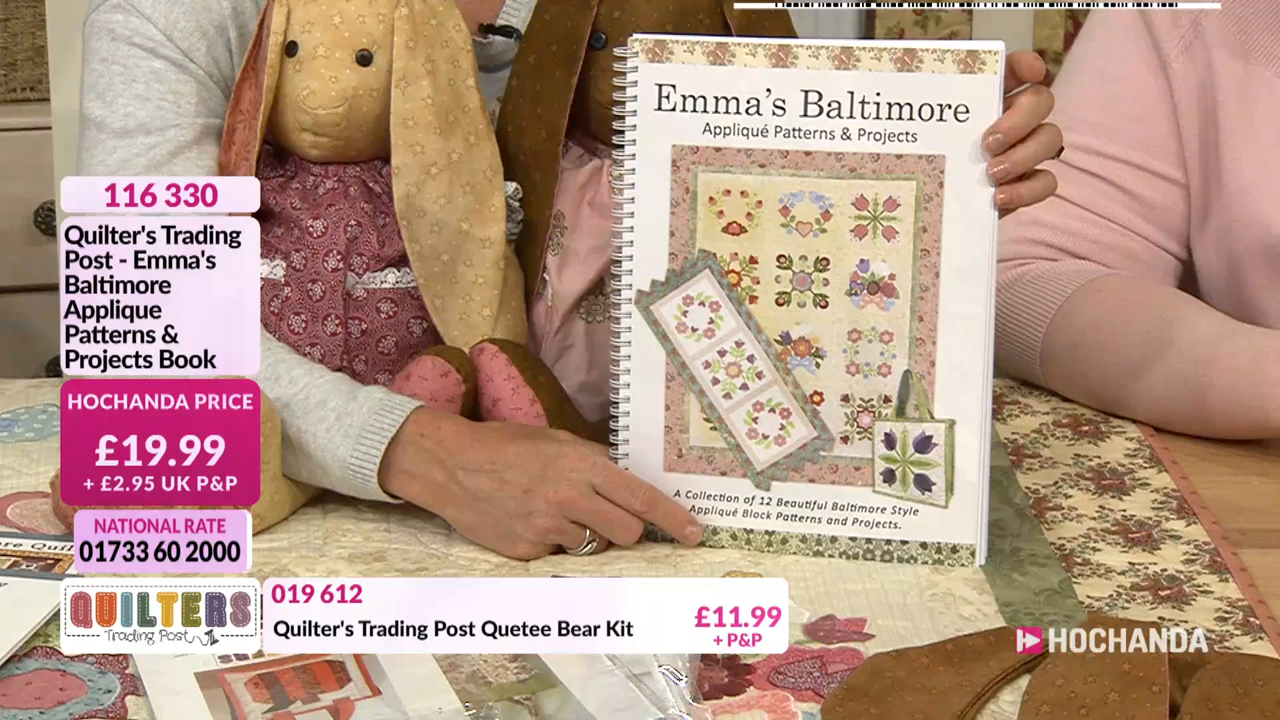 Emma's Baltimore
Appliqué Patterns & Projects
A Collection of 12 Beautiful Baltimore Style
Appliqué Block Patterns and Projects.
116 330
Quilter's Trading
Post - Emma's
Baltimore
Applique
Patterns &
Projects Book
HOCHANDA PRICE
£19.99
+ £2.95 UK P&P
NATIONAL RATE
01733 60 2000
QUILTERS
Trading Post
019 612
Quilter's Trading Post Quetee Bear Kit
£11.99
+ P&P
HOCHANDA